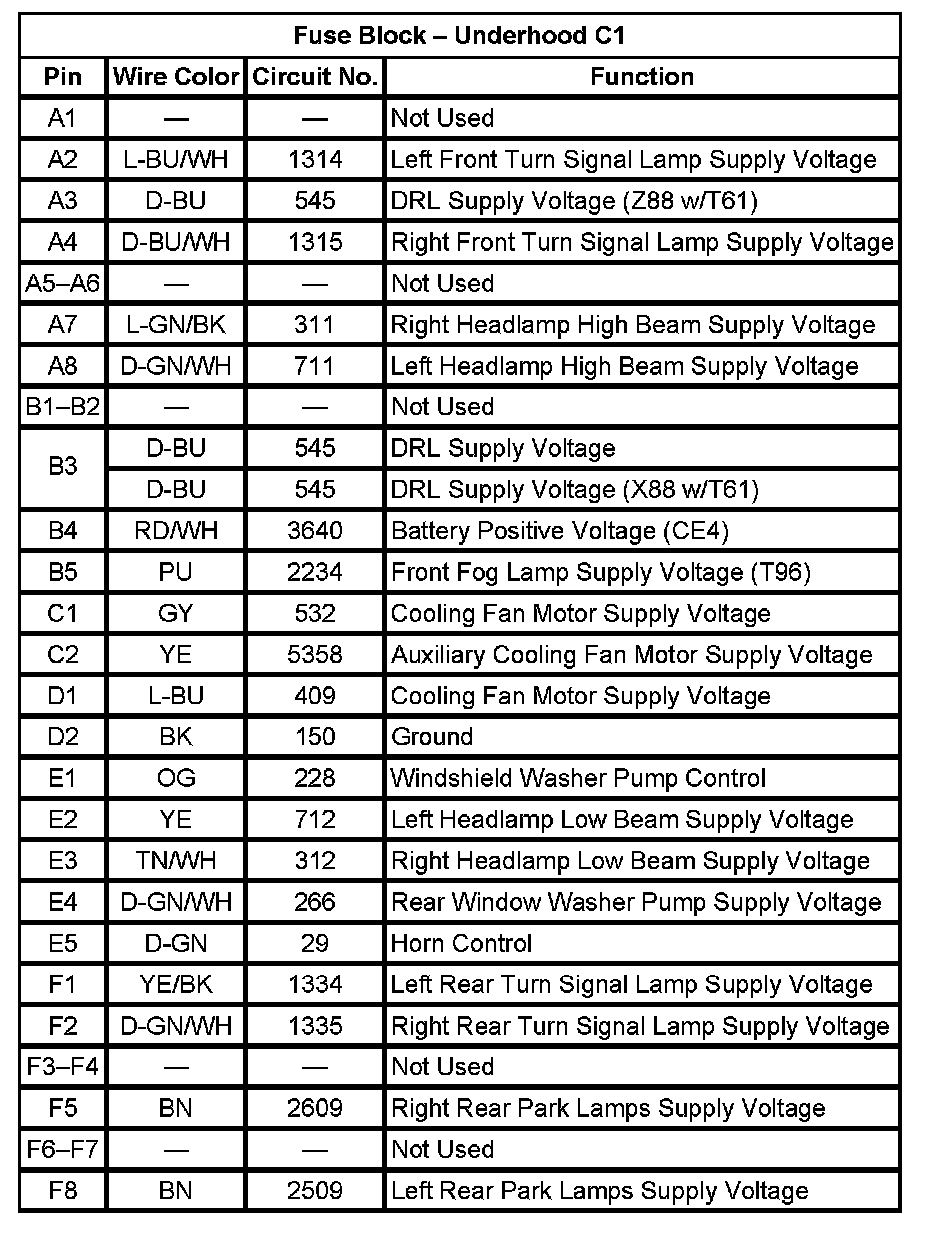 Fuse Block – Underhood C1
Pin Wire Color Circuit No. Function
A1 — — Not Used
A2 L-BU/WH 1314 Left Front Turn Signal Lamp Supply Voltage
A3 D-BU 545 DRL Supply Voltage (Z88 w/T61)
A4 D-BU/WH 1315 Right Front Turn Signal Lamp Supply Voltage
A5–A6 — — Not Used
A7 L-GN/BK 311 Right Headlamp High Beam Supply Voltage
A8 D-GN/WH 711 Left Headlamp High Beam Supply Voltage
B1–B2 — — Not Used
B3 D-BU 545 DRL Supply Voltage
D-BU 545 DRL Supply Voltage (X88 w/T61)
B4 RD/WH 3640 Battery Positive Voltage (CE4)
B5 PU 2234 Front Fog Lamp Supply Voltage (T96)
C1 GY 532 Cooling Fan Motor Supply Voltage
C2 YE 5358 Auxiliary Cooling Fan Motor Supply Voltage
D1 L-BU 409 Cooling Fan Motor Supply Voltage
D2 BK 150 Ground
E1 OG 228 Windshield Washer Pump Control
E2 YE 712 Left Headlamp Low Beam Supply Voltage
E3 TN/WH 312 Right Headlamp Low Beam Supply Voltage
E4 D-GN/WH 266 Rear Window Washer Pump Supply Voltage
E5 D-GN 29 Horn Control
F1 YE/BK 1334 Left Rear Turn Signal Lamp Supply Voltage
F2 D-GN/WH 1335 Right Rear Turn Signal Lamp Supply Voltage
F3–F4 — — Not Used
F5 BN 2609 Right Rear Park Lamps Supply Voltage
F6–F7 — — Not Used
F8 BN 2509 Left Rear Park Lamps Supply Voltage